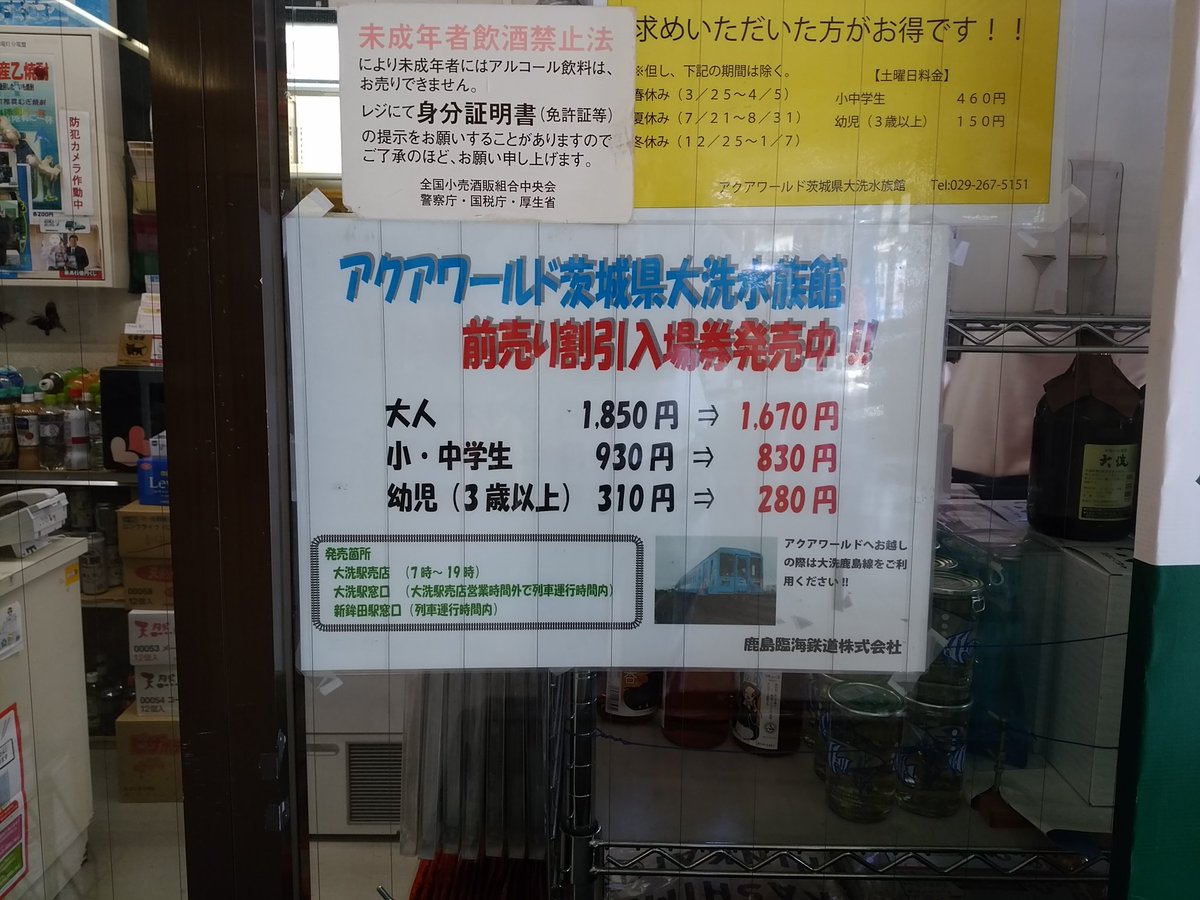 未成年者飲酒禁止法
により未成年者にはアルコール飲料は、
お売りできません。
レジにて身分証明書(免許証等)
の提示をお願いすることがありますので
ご了承のほど、お願い申し上げます。
全国小売酒販組合中央会
警察庁・国税庁・厚生省
求めいただいた方がお得です!!
※但し、下記の期間は除く。
春休み(3/25~4/5)
夏休み(7/21~8/31)
冬休み(12/25~1/7)
【土曜日料金】
小中学生 460円
幼児(3歳以上) 150円
アクアワールド茨城県大洗水族館 Tel:029-267-5151
アクアワールド茨城県大洗水族館
前売り割引入場券発売中!!
大人 1,850円 ⇒ 1,670円
小・中学生 930円 ⇒ 830円
幼児(3歳以上) 310円 ⇒ 280円
発売箇所
大洗駅売店 (7時~19時)
大洗駅窓口 (大洗駅売店営業時間外で列車運行時間内)
新鉾田駅窓口 (列車運行時間内)
アクアワールドへお越し
の際は大洗鹿島線をご利
用ください!!
鹿島臨海鉄道株式会社
防犯カメラ作動中
産乙焼酎
大洗
天然
00053
12個入
00054
12個入